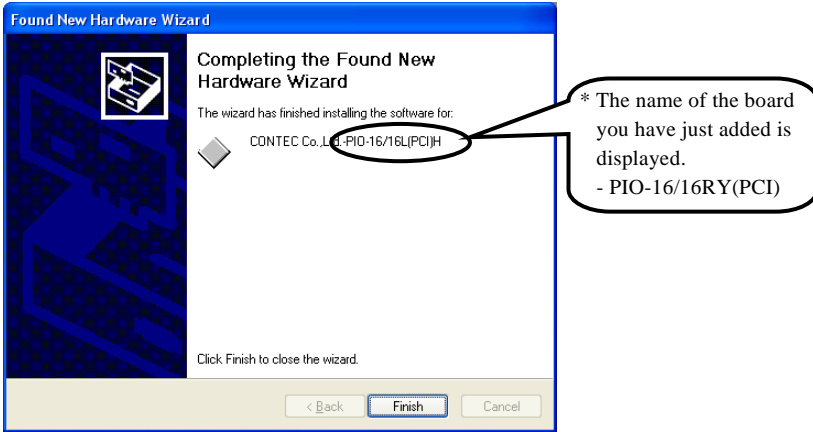 Found New Hardware Wizard
Completing the Found New
Hardware Wizard
The wizard has finished installing the software for:
CONTEC Co.,Ltd.-PIO-16/16L(PCI)H
* The name of the board
you have just added is
displayed.
- PIO-16/16RY(PCI)
Click Finish to close the wizard.
< Back
Finish
Cancel